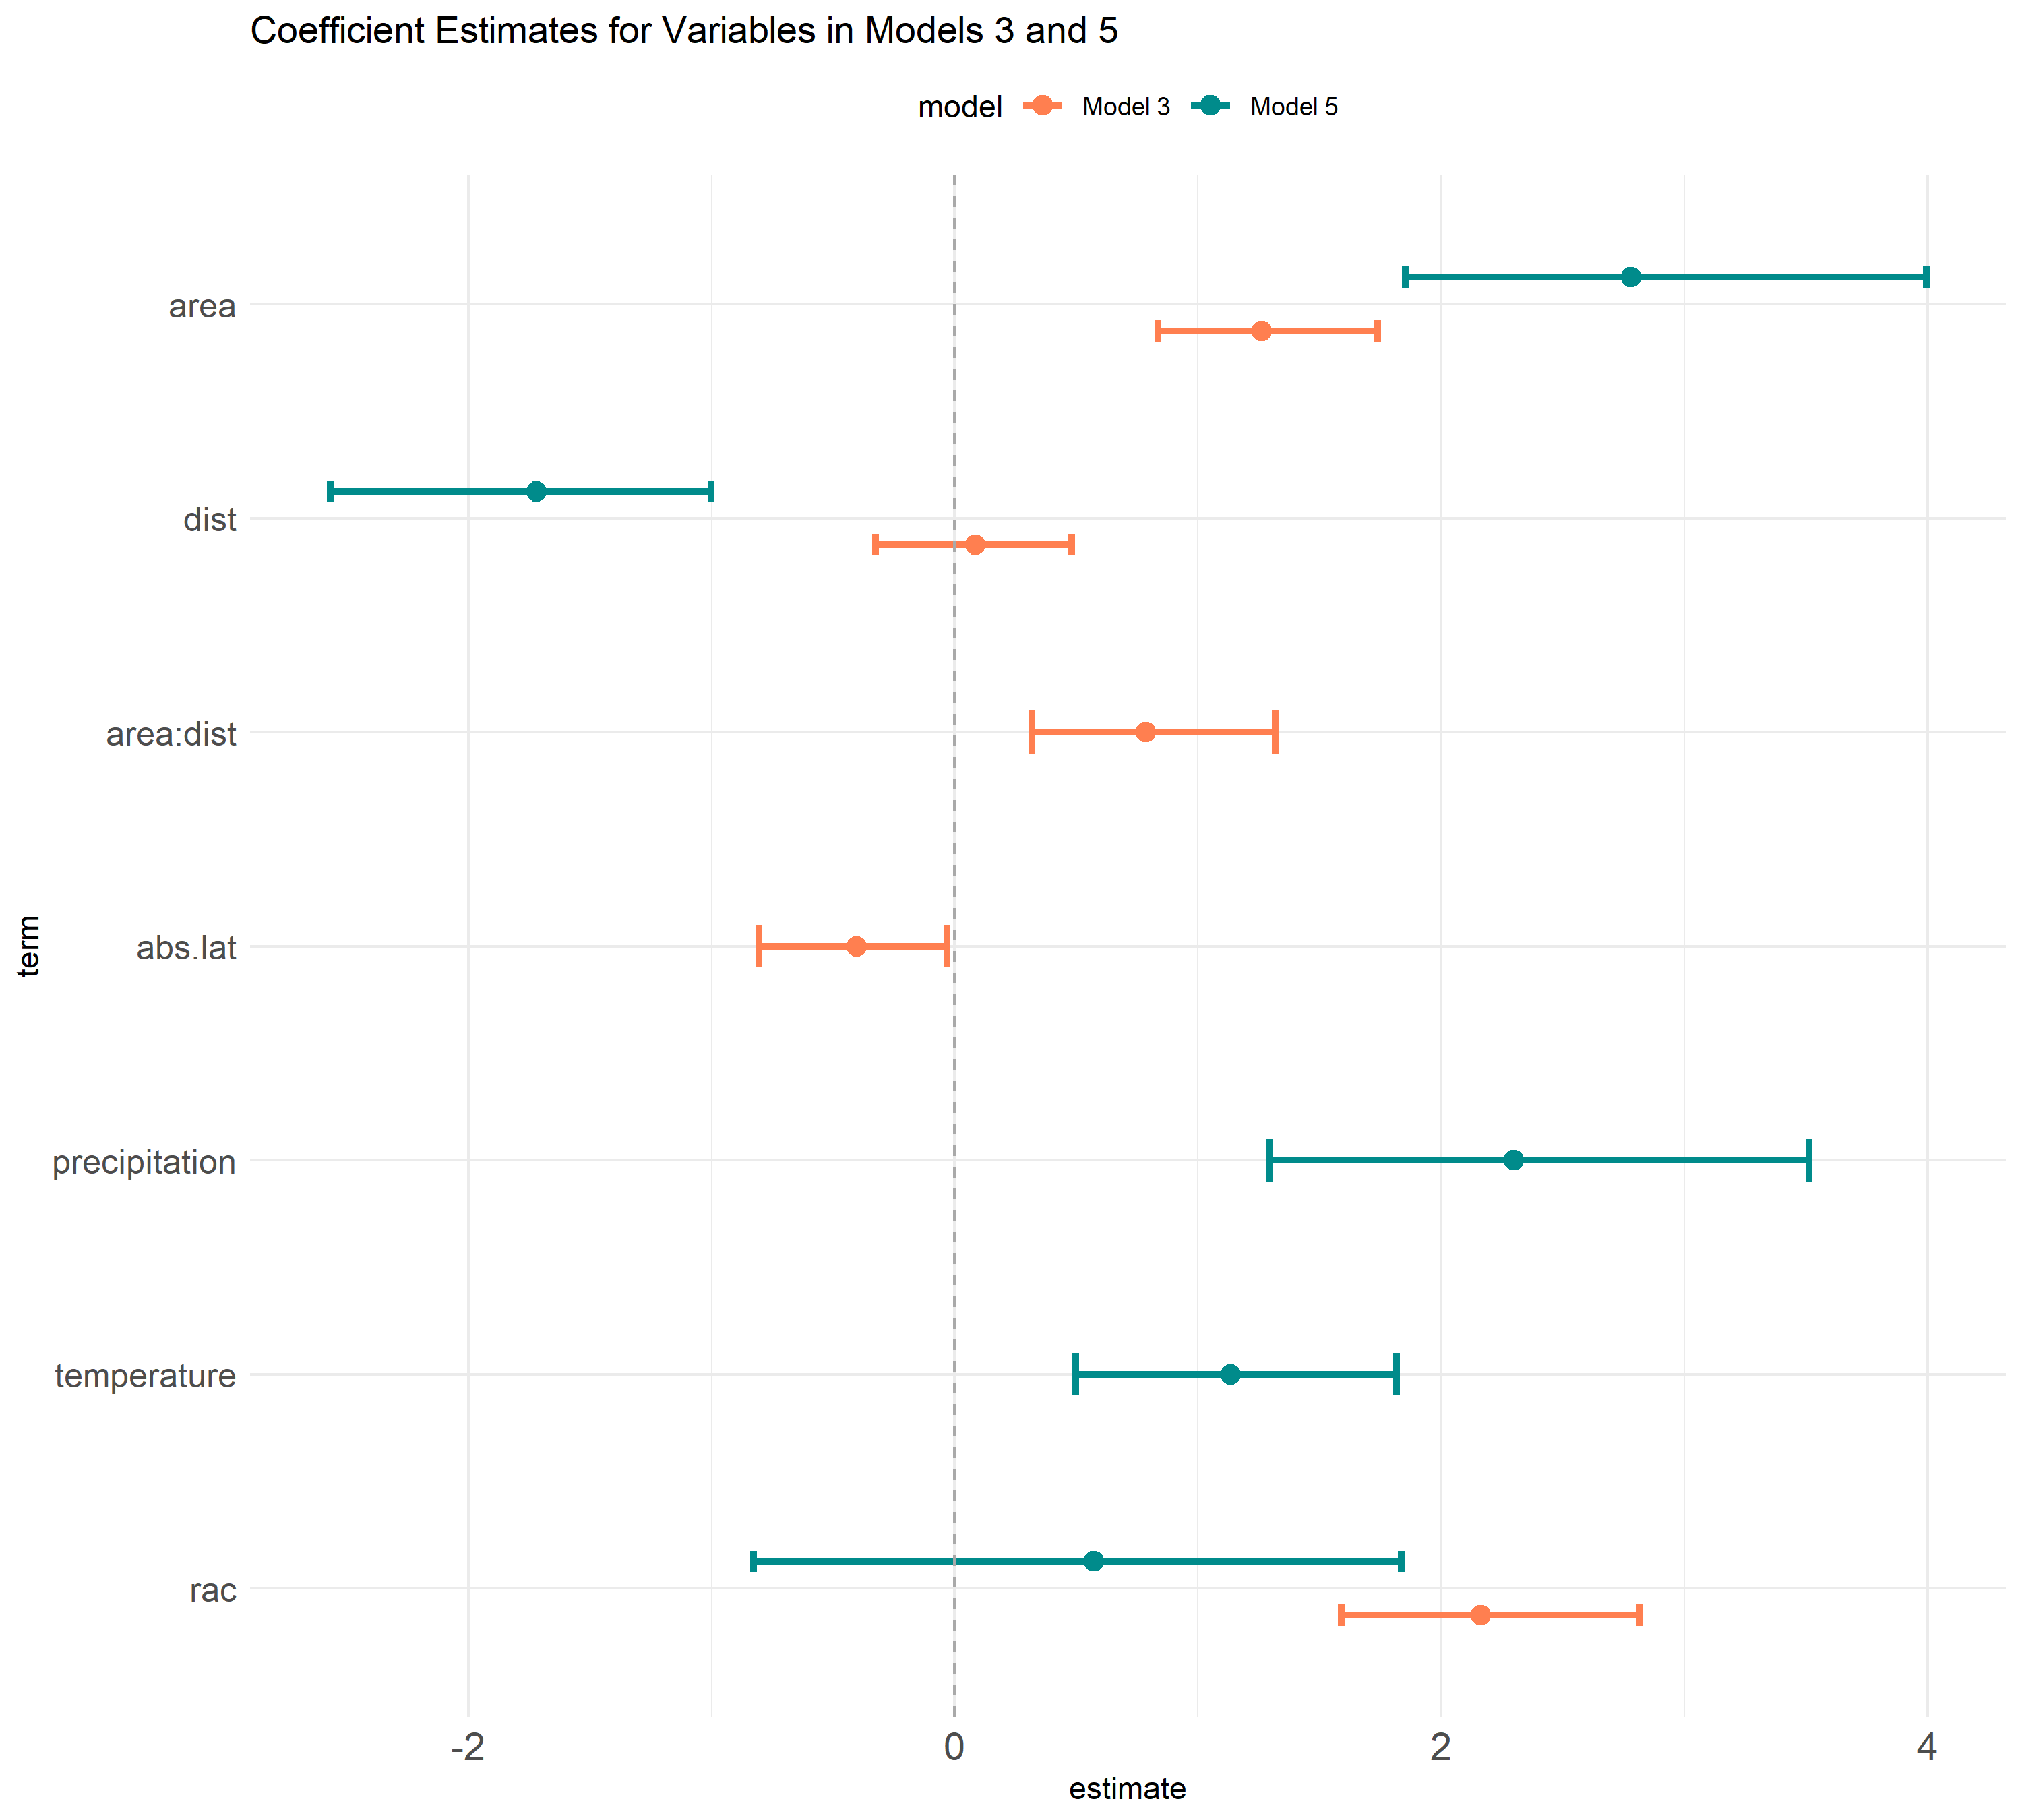 Coefficient Estimates for Variables in Models 3 and 5
model Model 3 Model 5
area
dist
area:dist
abs.lat
precipitation
temperature
rac
term
-2 0 2 4
estimate